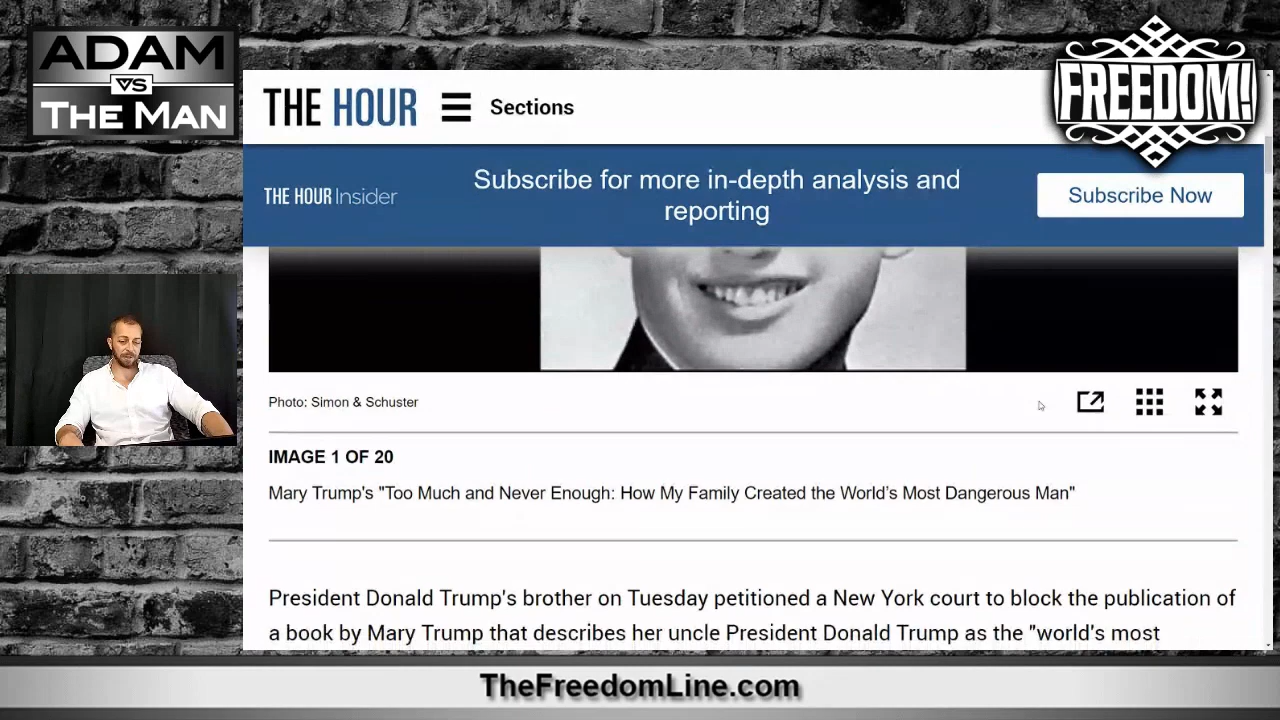 ADAM
VS
THE MAN
FREEDOM!
THE HOUR
Sections
THE HOUR Insider
Subscribe for more in-depth analysis and
reporting
Subscribe Now
Photo: Simon & Schuster
IMAGE 1 OF 20
Mary Trump's "Too Much and Never Enough: How My Family Created the World’s Most Dangerous Man"
President Donald Trump's brother on Tuesday petitioned a New York court to block the publication of
a book by Mary Trump that describes her uncle President Donald Trump as the "world's most
TheFreedomLine.com